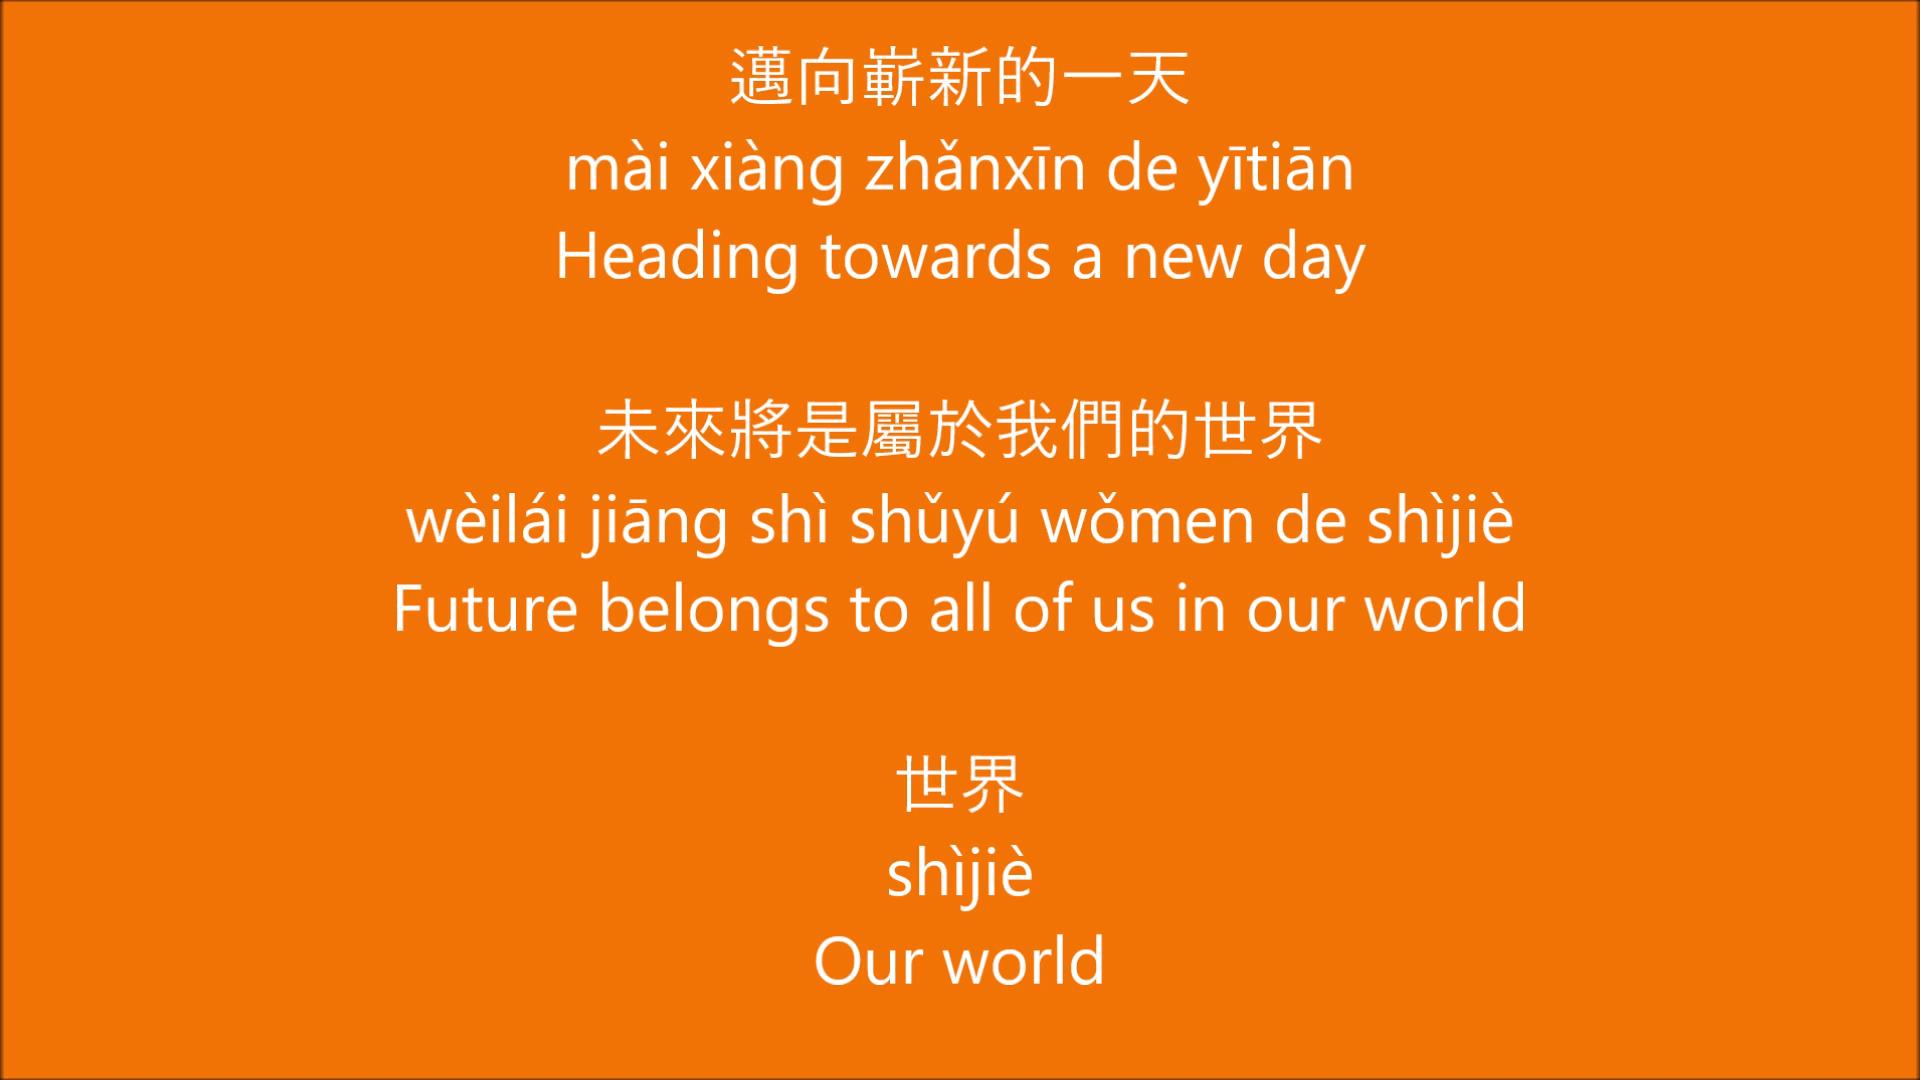 邁向嶄新的一天
mài xiàng zhǎnxīn de yītiān
Heading towards a new day
未來將是屬於我們的世界
wèilái jiāng shì shǔyú wǒmen de shìjiè
Future belongs to all of us in our world
世界
shìjiè
Our world